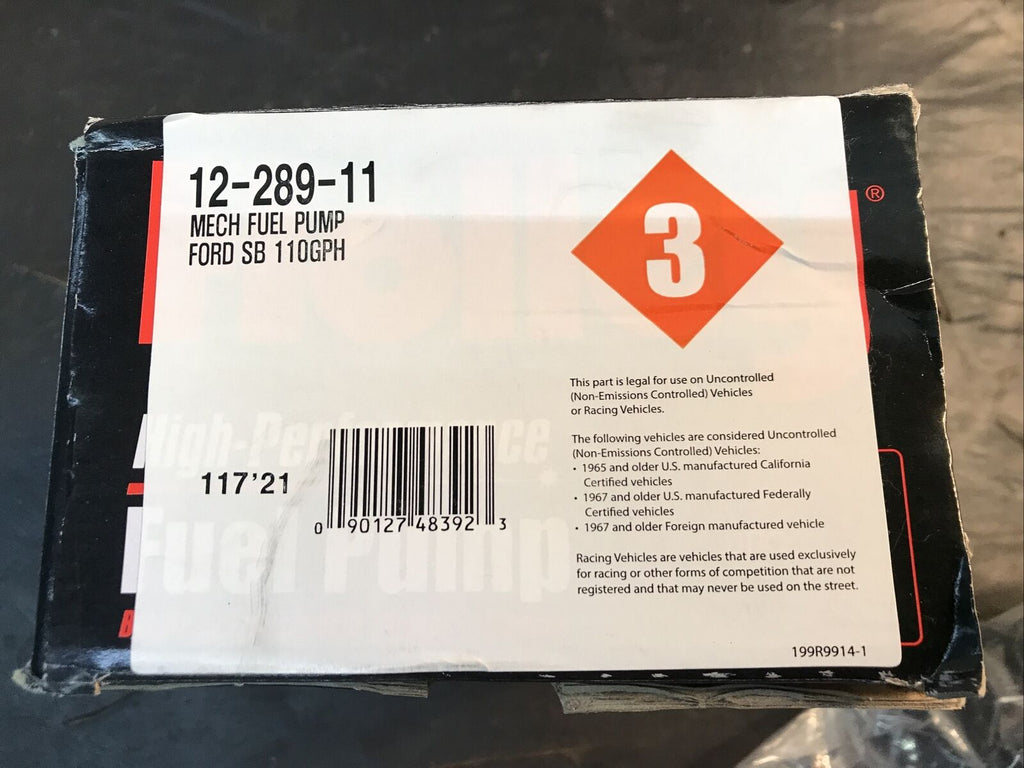 12-289-11
MECH FUEL PUMP
FORD SB 110GPH
3
®
This part is legal for use on Uncontrolled
(Non-Emissions Controlled) Vehicles
or Racing Vehicles.
The following vehicles are considered Uncontrolled
(Non-Emissions Controlled) Vehicles:
• 1965 and older U.S. manufactured California
Certified vehicles
• 1967 and older U.S. manufactured Federally
Certified vehicles
• 1967 and older Foreign manufactured vehicle
Racing Vehicles are vehicles that are used exclusively
for racing or other forms of competition that are not
registered and that may never be used on the street.
199R9914-1
High-Performance
Fuel Pump
117'21
0 90127 48392 3